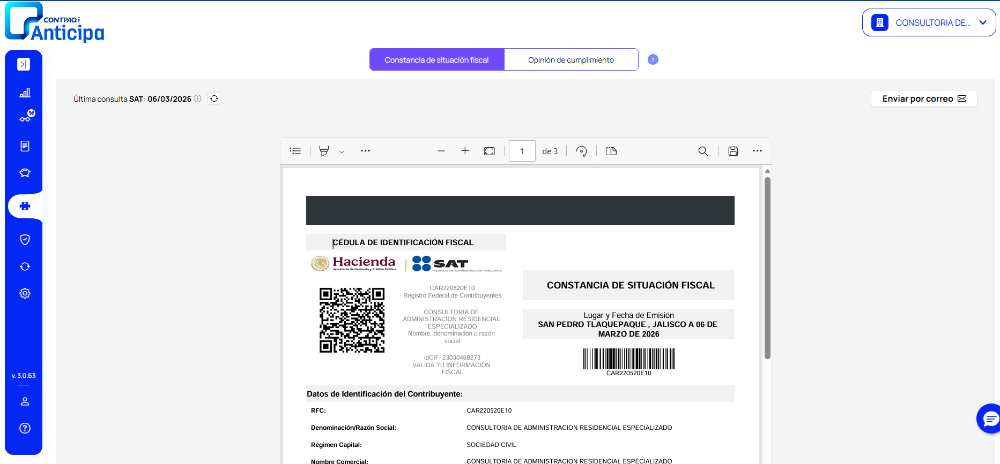 CONTPAQi
Anticipa
CONSULTORIA DE...
Constancia de situación fiscal
Opinión de cumplimiento
?
Última consulta SAT: 06/03/2026
Enviar por correo
1 de 3
CÉDULA DE IDENTIFICACIÓN FISCAL
Hacienda
Secretaría de Hacienda y Crédito Público
SAT
SERVICIO DE ADMINISTRACIÓN TRIBUTARIA
CAR220520E10
Registro Federal de Contribuyentes
CONSULTORIA DE
ADMINISTRACION RESIDENCIAL
ESPECIALIZADO
Nombre, denominación o razón
social
idCIF: 23030468273
VALIDA TU INFORMACIÓN
FISCAL
CONSTANCIA DE SITUACIÓN FISCAL
Lugar y Fecha de Emisión
SAN PEDRO TLAQUEPAQUE , JALISCO A 06 DE
MARZO DE 2026
CAR220520E10
Datos de Identificación del Contribuyente:
RFC: CAR220520E10
Denominación/Razón Social: CONSULTORIA DE ADMINISTRACION RESIDENCIAL ESPECIALIZADO
Régimen Capital: SOCIEDAD CIVIL
Nombre Comercial: CONSULTORIA DE ADMINISTRACION RESIDENCIAL ESPECIALIZADO
v. 3.0.63